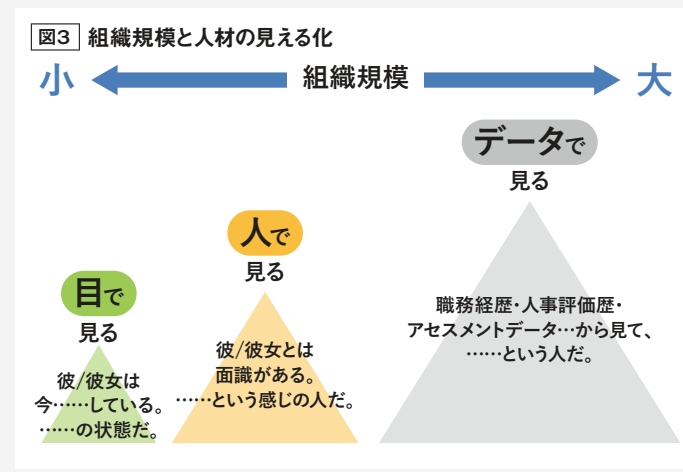 図3 組織規模と人材の見える化
小 組織規模 大
データで
見る
人で
見る
目で
見る
職務経歴・人事評価歴・
アセスメントデータ…から見て、
……という人だ。
彼/彼女とは
面識がある。
……という感じの人だ。
彼/彼女は
今……している。
……の状態だ。